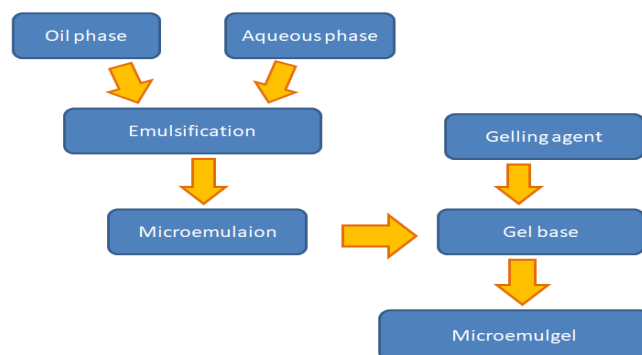 Oil phase
Aqueous phase
Emulsification
Gelling agent
Microemulaion
Gel base
Microemulgel